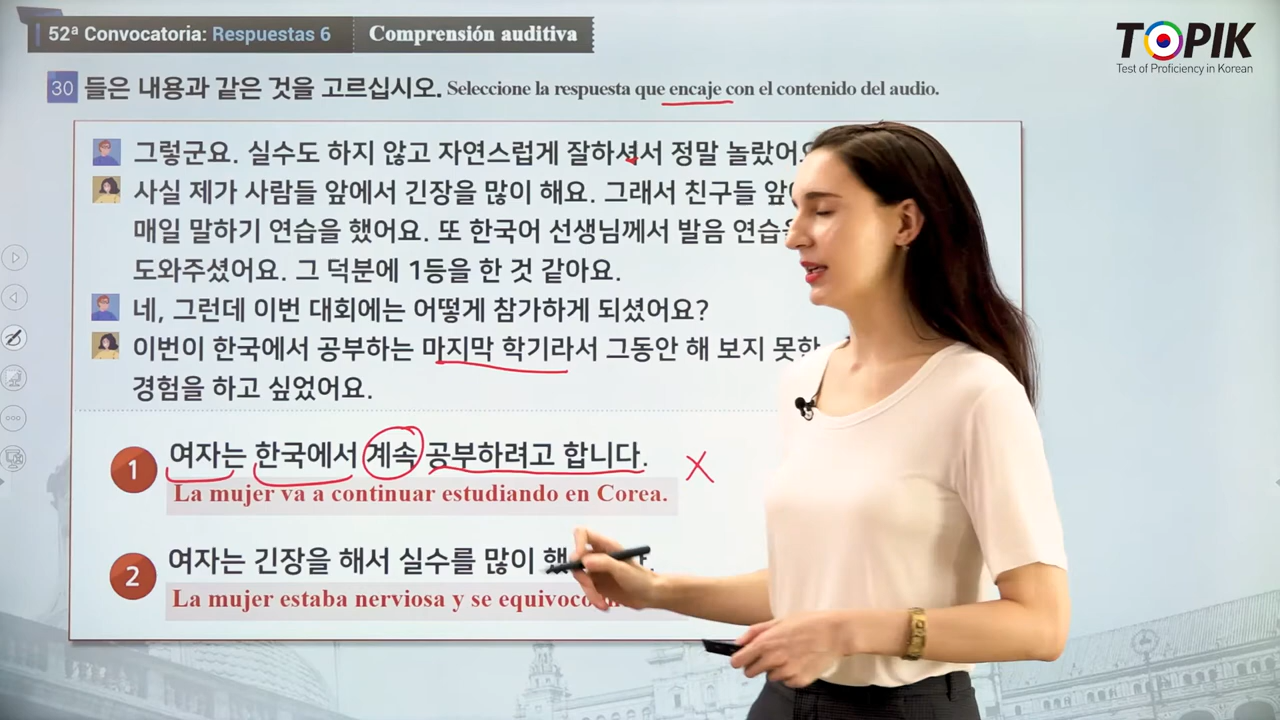 52ª Convocatoria: Respuestas 6 Comprensión auditiva
TOPIK
Test of Proficiency in Korean
30 들은 내용과 같은 것을 고르십시오. Seleccione la respuesta que encaje con el contenido del audio.
그렇군요. 실수도 하지 않고 자연스럽게 잘하셔서 정말 놀랐어요
사실 제가 사람들 앞에서 긴장을 많이 해요. 그래서 친구들
매일 말하기 연습을 했어요. 또 한국어 선생님께서 발음
도와주셨어요. 그 덕분에 1등을 한 것 같아요.
네, 그런데 이번 대회에는 어떻게 참가하게 되셨어요?
이번이 한국에서 공부하는 마지막 학기라서 그동안 해 보지 못한
경험을 하고 싶었어요.
1 여자는 한국에서 계속 공부하려고 합니다. X
La mujer va a continuar estudiando en Corea.
2 여자는 긴장을 해서 실수를 많이
La mujer estaba nerviosa y se